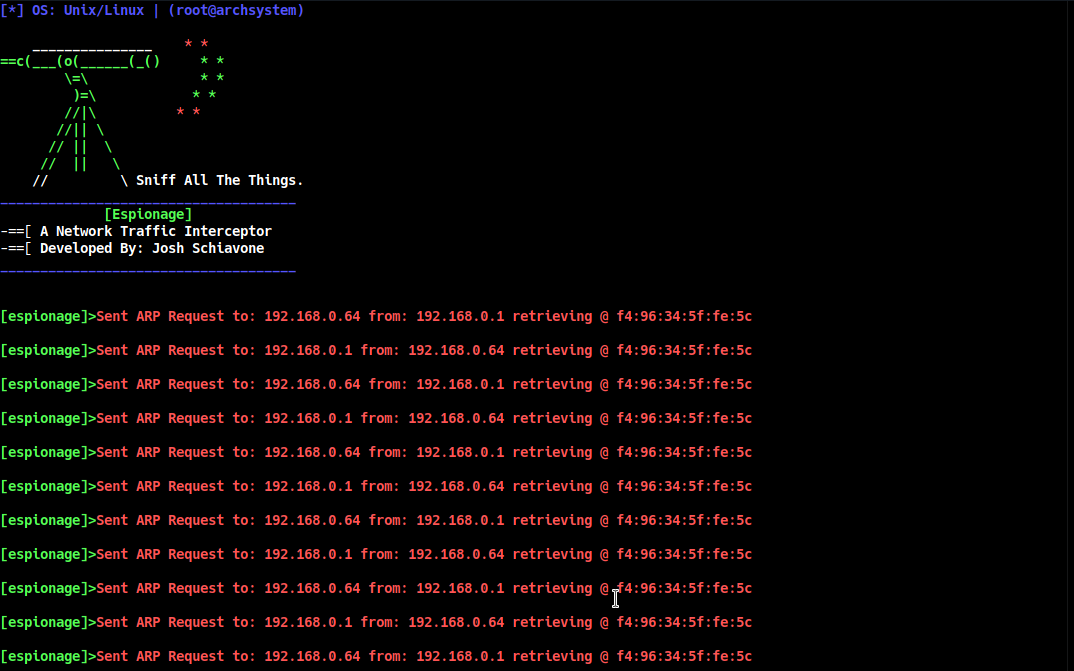 [*] OS: Unix/Linux | (root@archsystem)
    _______________    * *
==c(___(o(______(_()     * *
        \=\              * *
         )=\            * *
        //|\          * *
       //|| \
      // ||  \
     //  ||   \
    //         \ Sniff All The Things.
_____________________________________
             [Espionage]
-==[ A Network Traffic Interceptor
-==[ Developed By: Josh Schiavone
_____________________________________
[espionage]>Sent ARP Request to: 192.168.0.64 from: 192.168.0.1 retrieving @ f4:96:34:5f:fe:5c
[espionage]>Sent ARP Request to: 192.168.0.1 from: 192.168.0.64 retrieving @ f4:96:34:5f:fe:5c
[espionage]>Sent ARP Request to: 192.168.0.64 from: 192.168.0.1 retrieving @ f4:96:34:5f:fe:5c
[espionage]>Sent ARP Request to: 192.168.0.1 from: 192.168.0.64 retrieving @ f4:96:34:5f:fe:5c
[espionage]>Sent ARP Request to: 192.168.0.64 from: 192.168.0.1 retrieving @ f4:96:34:5f:fe:5c
[espionage]>Sent ARP Request to: 192.168.0.1 from: 192.168.0.64 retrieving @ f4:96:34:5f:fe:5c
[espionage]>Sent ARP Request to: 192.168.0.64 from: 192.168.0.1 retrieving @ f4:96:34:5f:fe:5c
[espionage]>Sent ARP Request to: 192.168.0.1 from: 192.168.0.64 retrieving @ f4:96:34:5f:fe:5c
[espionage]>Sent ARP Request to: 192.168.0.64 from: 192.168.0.1 retrieving @ f4:96:34:5f:fe:5c
[espionage]>Sent ARP Request to: 192.168.0.1 from: 192.168.0.64 retrieving @ f4:96:34:5f:fe:5c
[espionage]>Sent ARP Request to: 192.168.0.64 from: 192.168.0.1 retrieving @ f4:96:34:5f:fe:5c